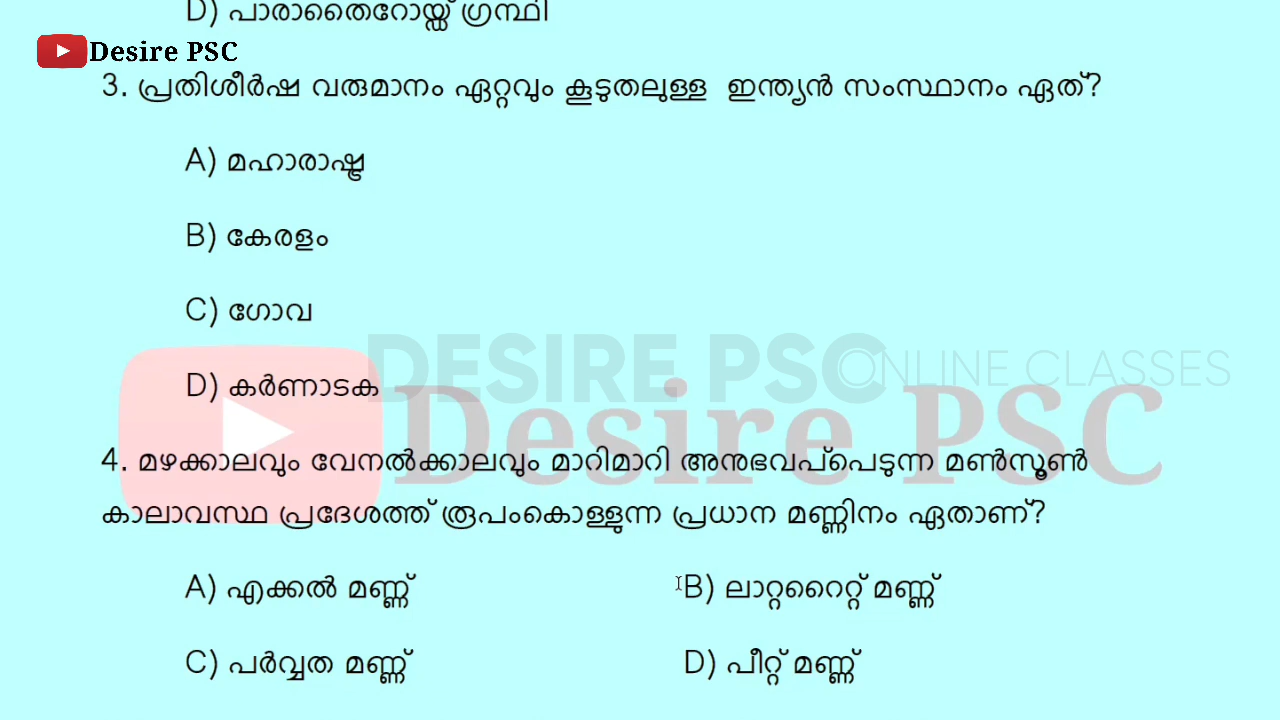 D) പാരാതൈറോയ്ഡ് ഗ്രന്ഥി
Desire PSC
3. പ്രതിശീർഷ വരുമാനം ഏറ്റവും കൂടുതലുള്ള ഇന്ത്യൻ സംസ്ഥാനം ഏത്?
A) മഹാരാഷ്ട്ര
B) കേരളം
C) ഗോവ
DESIRE PSC ONLINE CLASSES
D) കർണാടക
Desire PSC
4. മഴക്കാലവും വേനൽക്കാലവും മാറിമാറി അനുഭവപ്പെടുന്ന മൺസൂൺ
കാലാവസ്ഥ പ്രദേശത്ത് രൂപംകൊള്ളുന്ന പ്രധാന മണ്ണിനം ഏതാണ്?
A) എക്കൽ മണ്ണ് B) ലാറ്ററൈറ്റ് മണ്ണ്
C) പർവ്വത മണ്ണ് D) പീറ്റ് മണ്ണ്